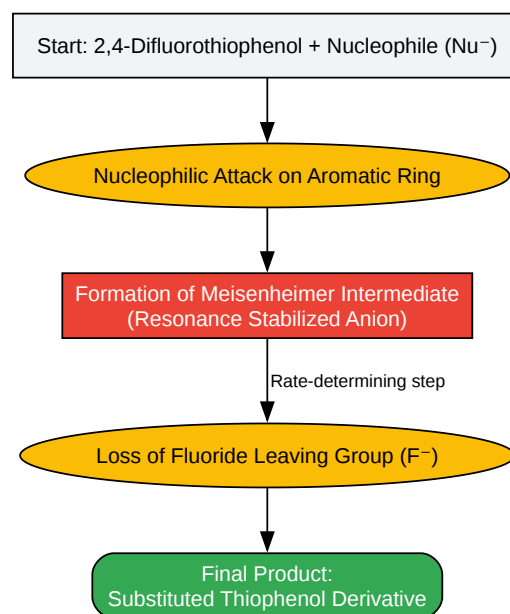 Start: 2,4-Difluorothiophenol + Nucleophile (Nu⁻)
Nucleophilic Attack on Aromatic Ring
Formation of Meisenheimer Intermediate
(Resonance Stabilized Anion)
Rate-determining step
Loss of Fluoride Leaving Group (F⁻)
Final Product:
Substituted Thiophenol Derivative